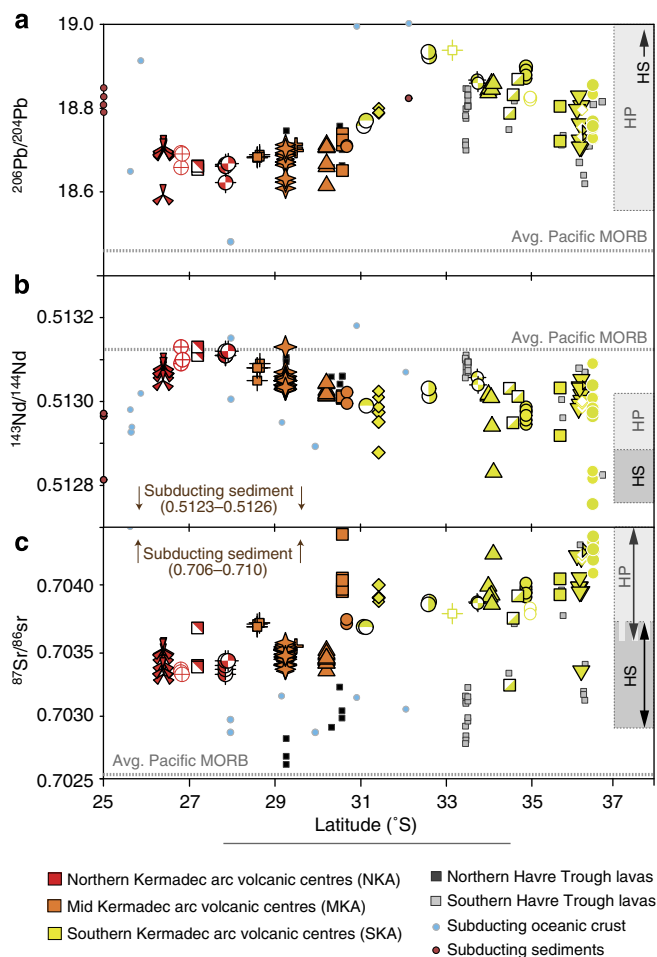 a
19.0
18.8
18.6
206Pb/204Pb
HS
HP
Avg. Pacific MORB
b
0.5132
0.5130
0.5128
143Nd/144Nd
Avg. Pacific MORB
HP
HS
Subducting sediment
(0.5123–0.5126)
c
Subducting sediment
(0.706–0.710)
0.7040
0.7035
0.7030
0.7025
87Sr/86Sr
HP
HS
Avg. Pacific MORB
25 27 29 31 33 35 37
Latitude (˚S)
Northern Kermadec arc volcanic centres (NKA)
Mid Kermadec arc volcanic centres (MKA)
Southern Kermadec arc volcanic centres (SKA)
Northern Havre Trough lavas
Southern Havre Trough lavas
Subducting oceanic crust
Subducting sediments